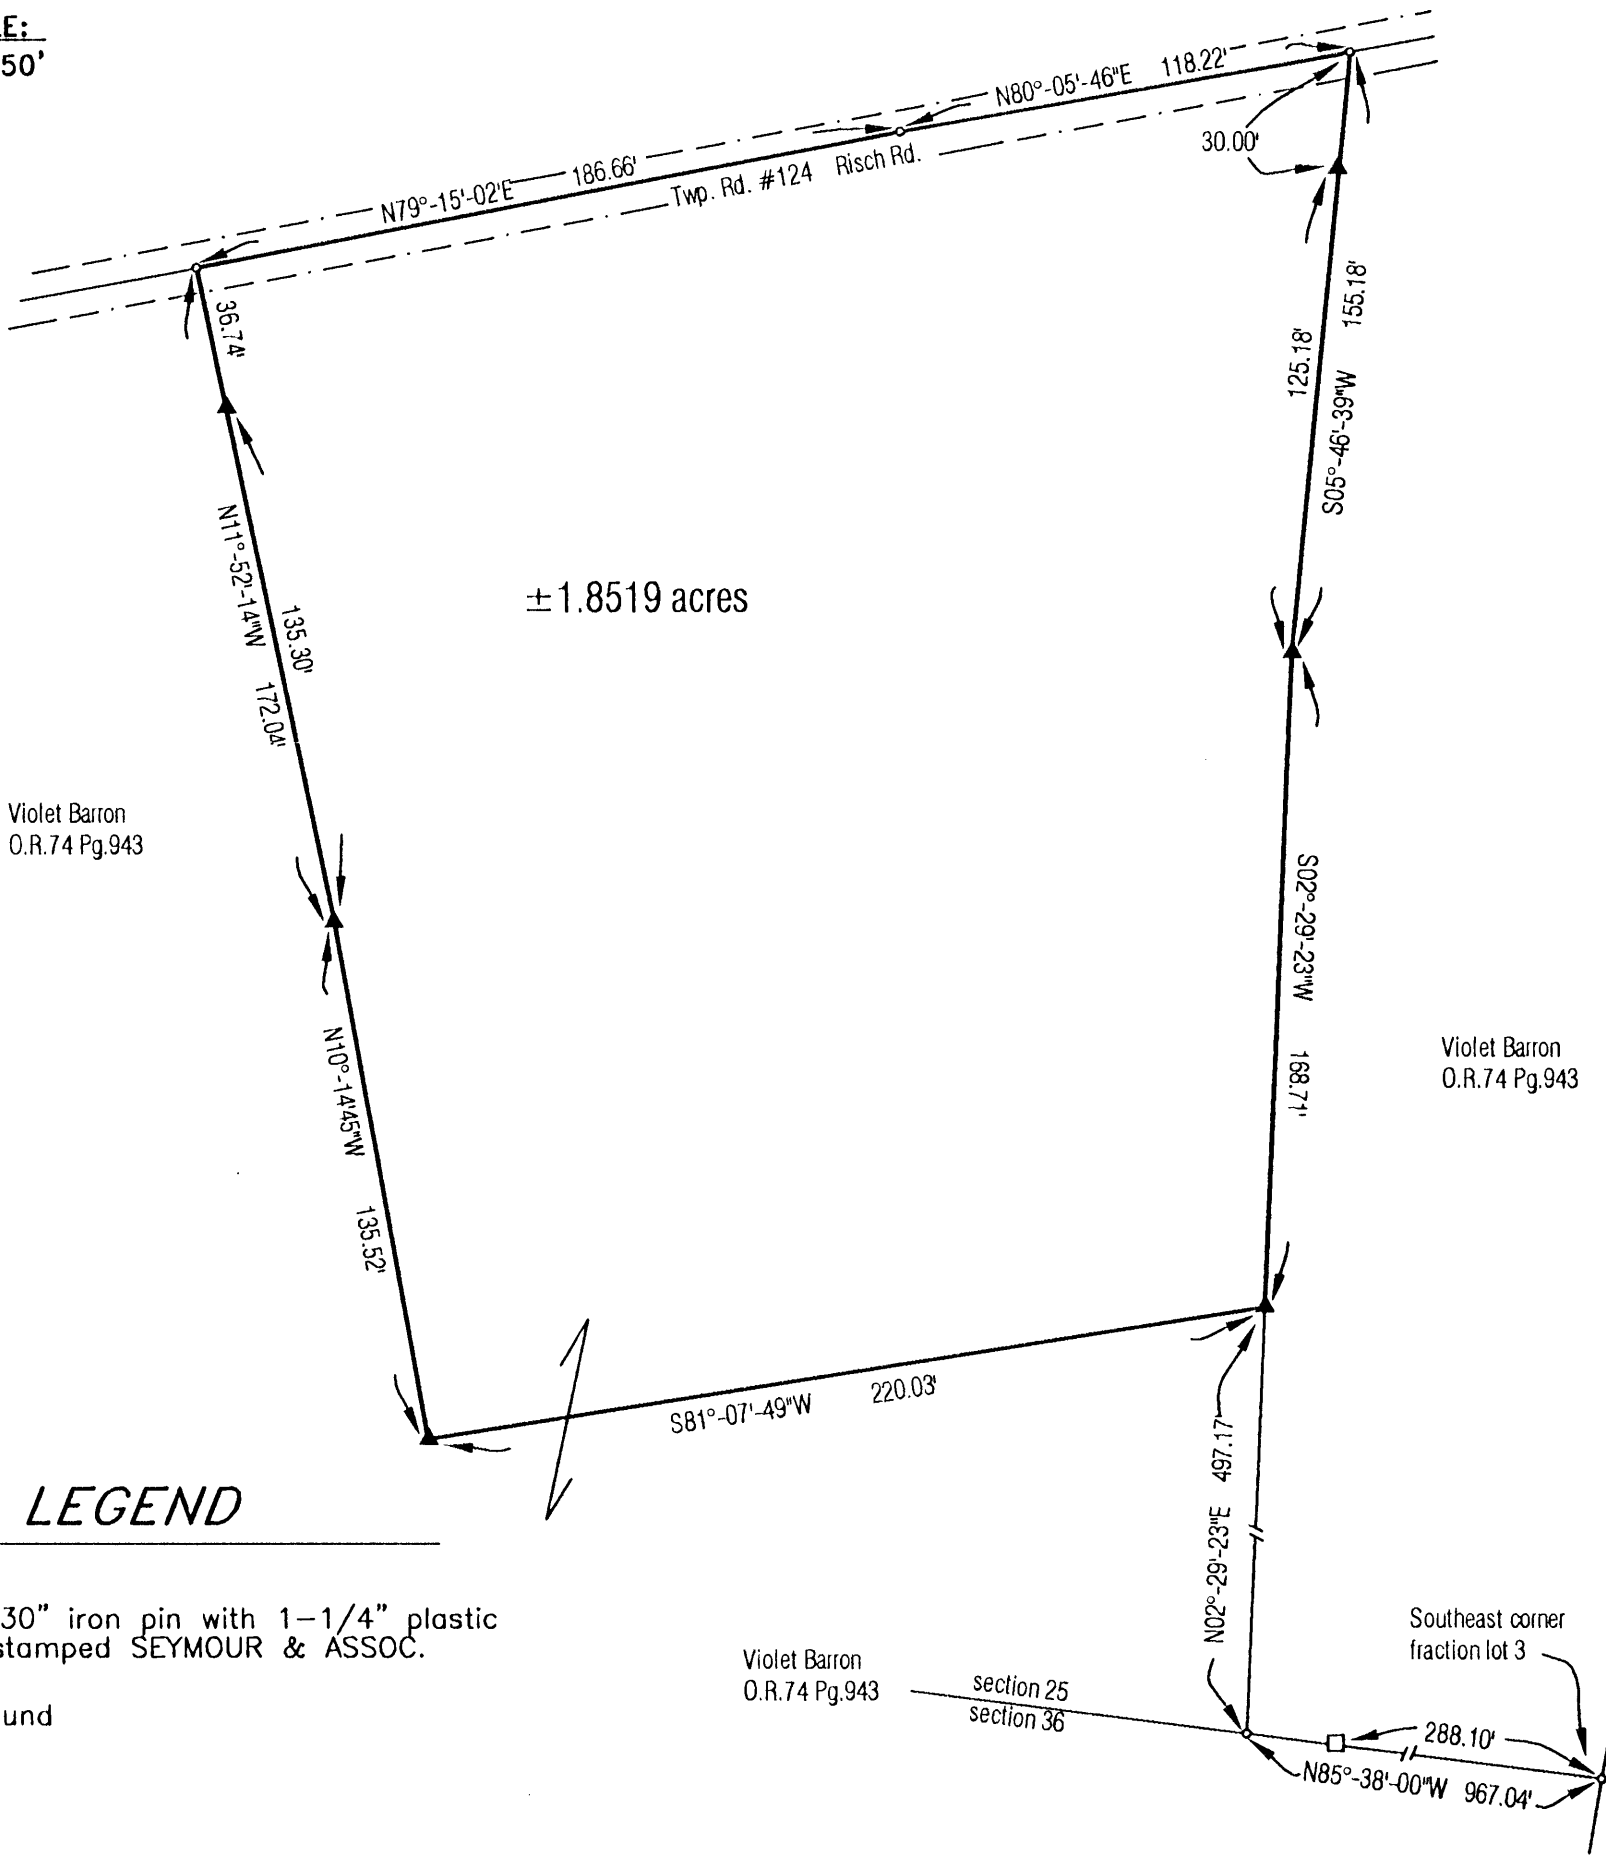 E:
50'
N79°-15'-02'E 186.66'
N80°-05'-46"E 118.22'
Twp. Rd. #124 Risch Rd.
30.00'
36.74'
125.18'
155.18'
S05°-46'-39"W
N11°-52'-14"W 172.04'
135.30'
±1.8519 acres
Violet Barron
O.R.74 Pg.943
S02°-29'-23"W 168.71'
N10°-14'45"W 135.52'
Violet Barron
O.R.74 Pg.943
S81°-07'-49"W 220.03'
N02°-29'-23"E 497.17'
LEGEND
30" iron pin with 1-1/4" plastic
stamped SEYMOUR & ASSOC.
und
Violet Barron
O.R.74 Pg.943
section 25
section 36
Southeast corner
fraction lot 3
288.10'
N85°-38'-00"W 967.04'